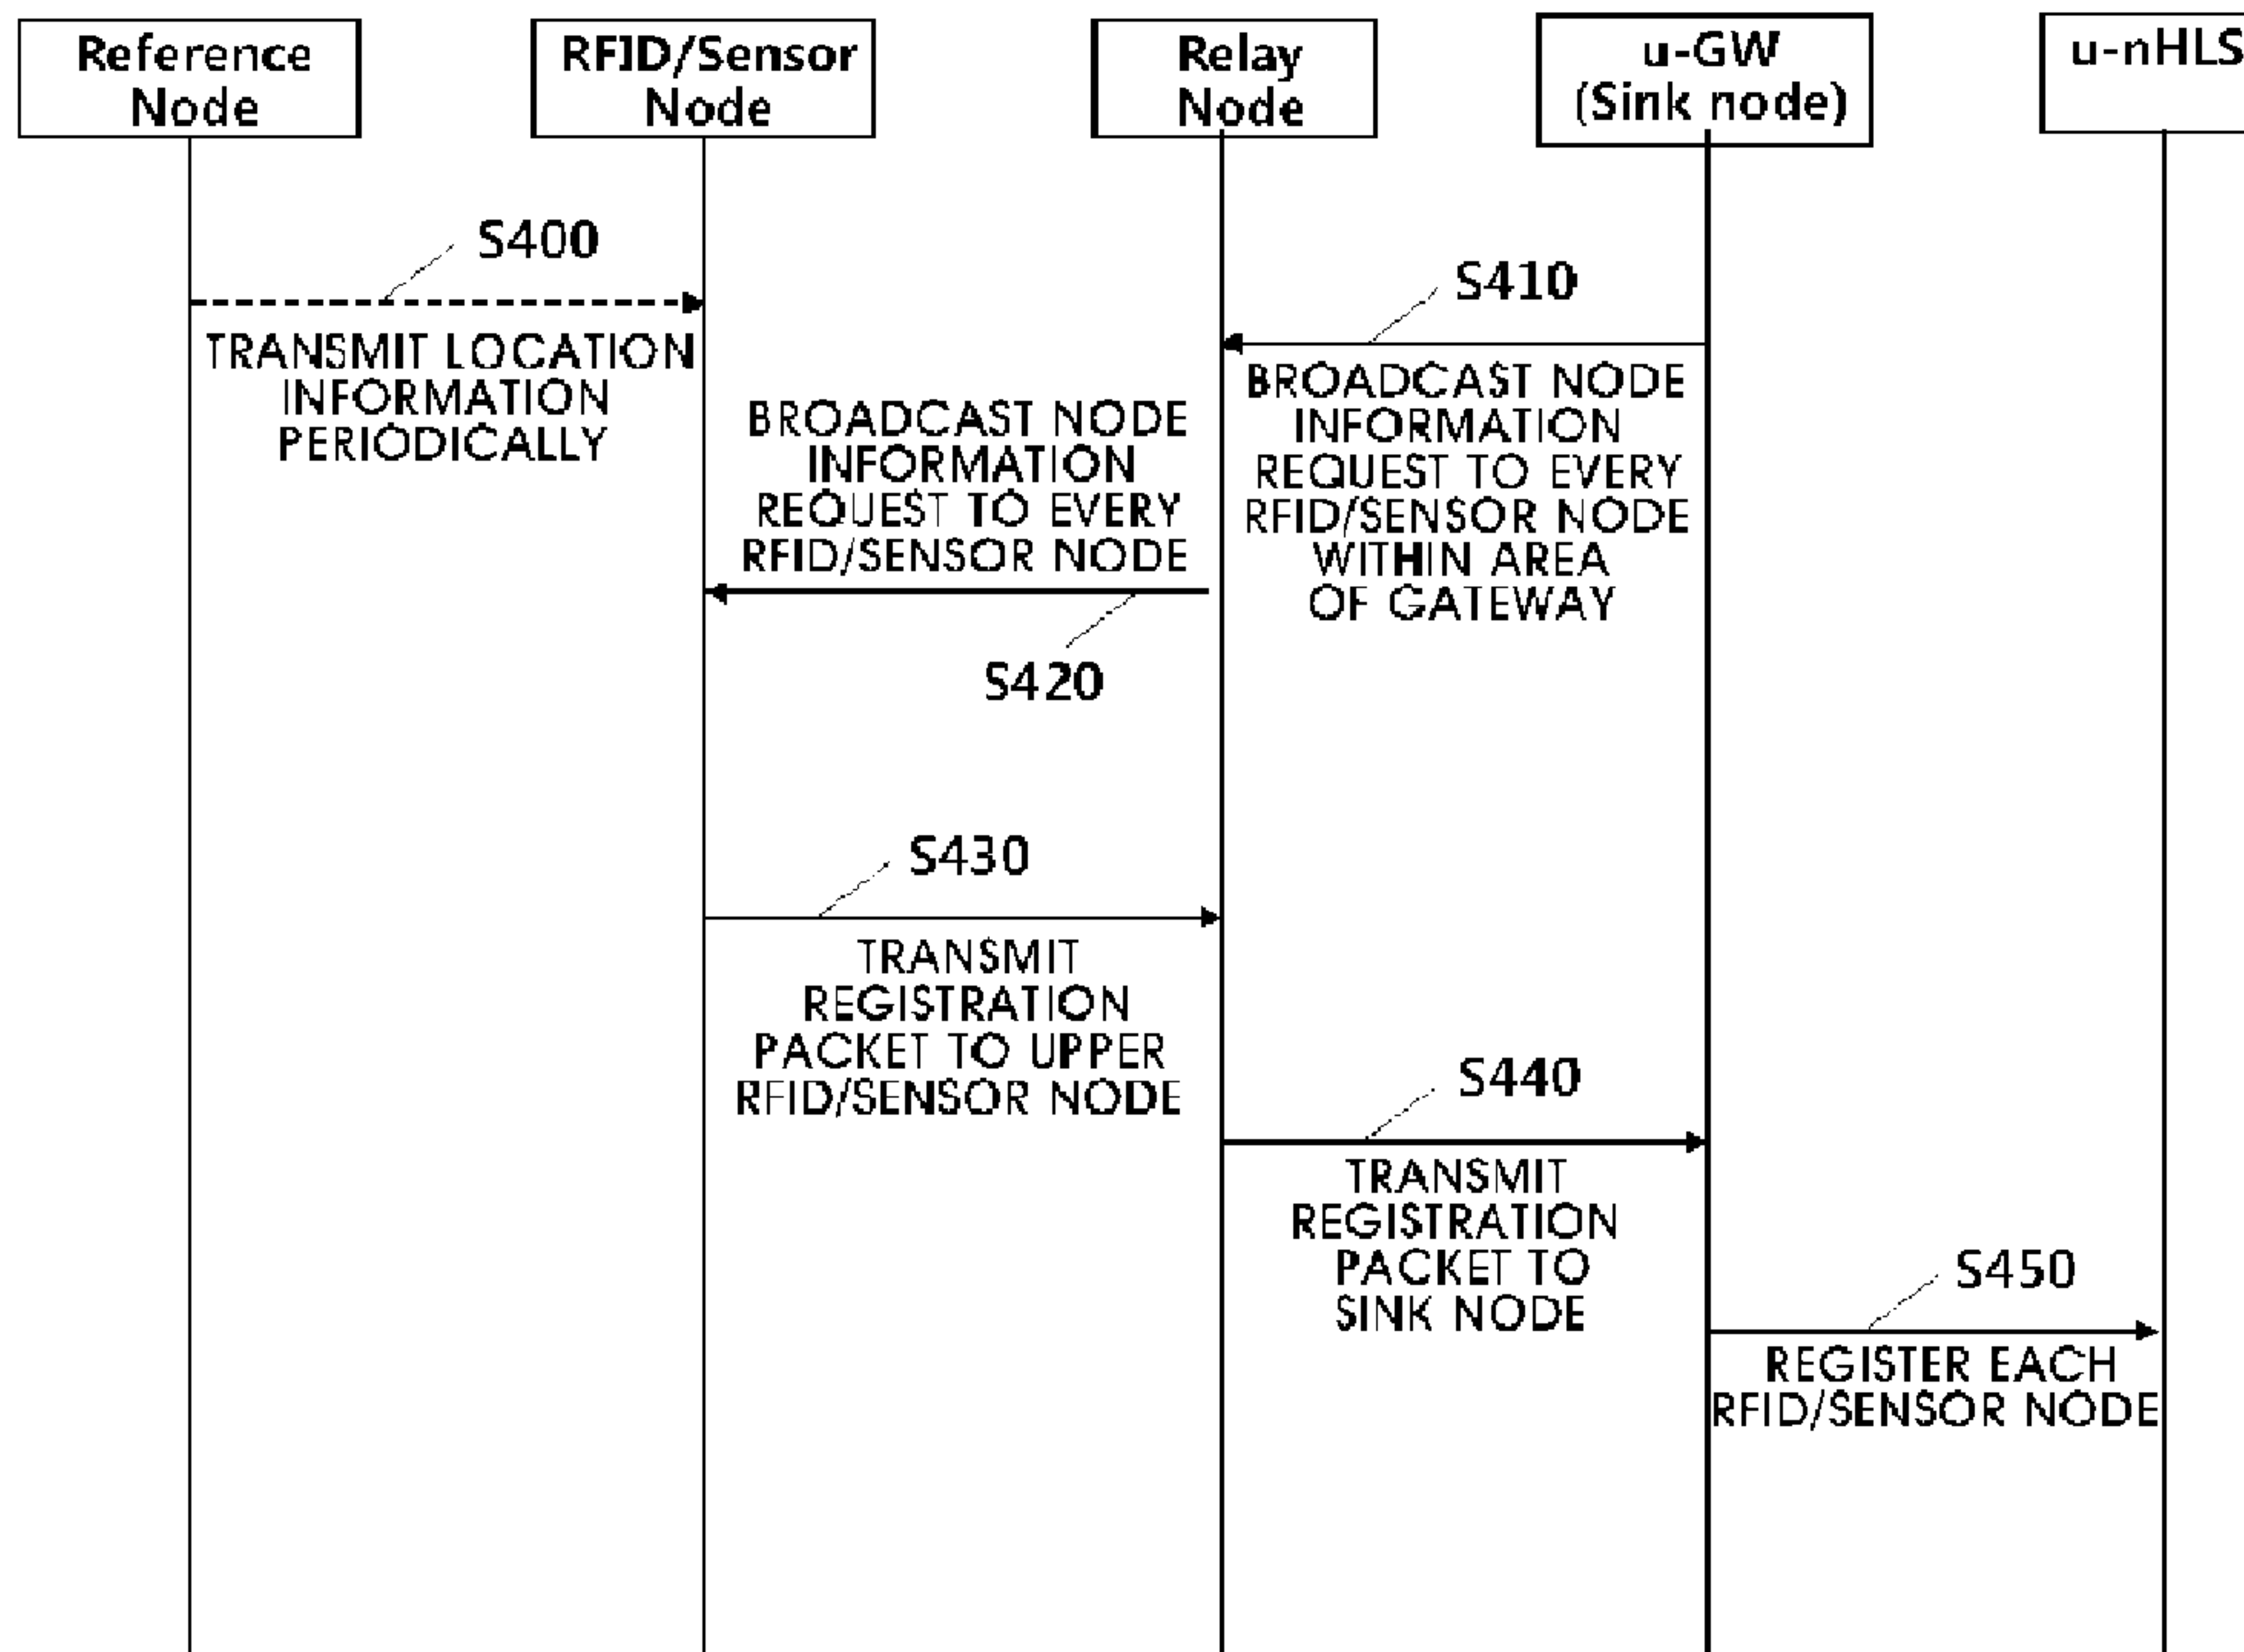 Reference
Node
RFID/Sensor
Node
Relay
Node
u-GW
(Sink node)
u-nHLS
S400
TRANSMIT LOCATION
INFORMATION
PERIODICALLY
S410
BROADCAST NODE
INFORMATION
REQUEST TO EVERY
RFID/SENSOR NODE
WITHIN AREA
OF GATEWAY
BROADCAST NODE
INFORMATION
REQUEST TO EVERY
RFID/SENSOR NODE
S420
S430
TRANSMIT
REGISTRATION
PACKET TO UPPER
RFID/SENSOR NODE
S440
TRANSMIT
REGISTRATION
PACKET TO
SINK NODE
S450
REGISTER EACH
RFID/SENSOR NODE